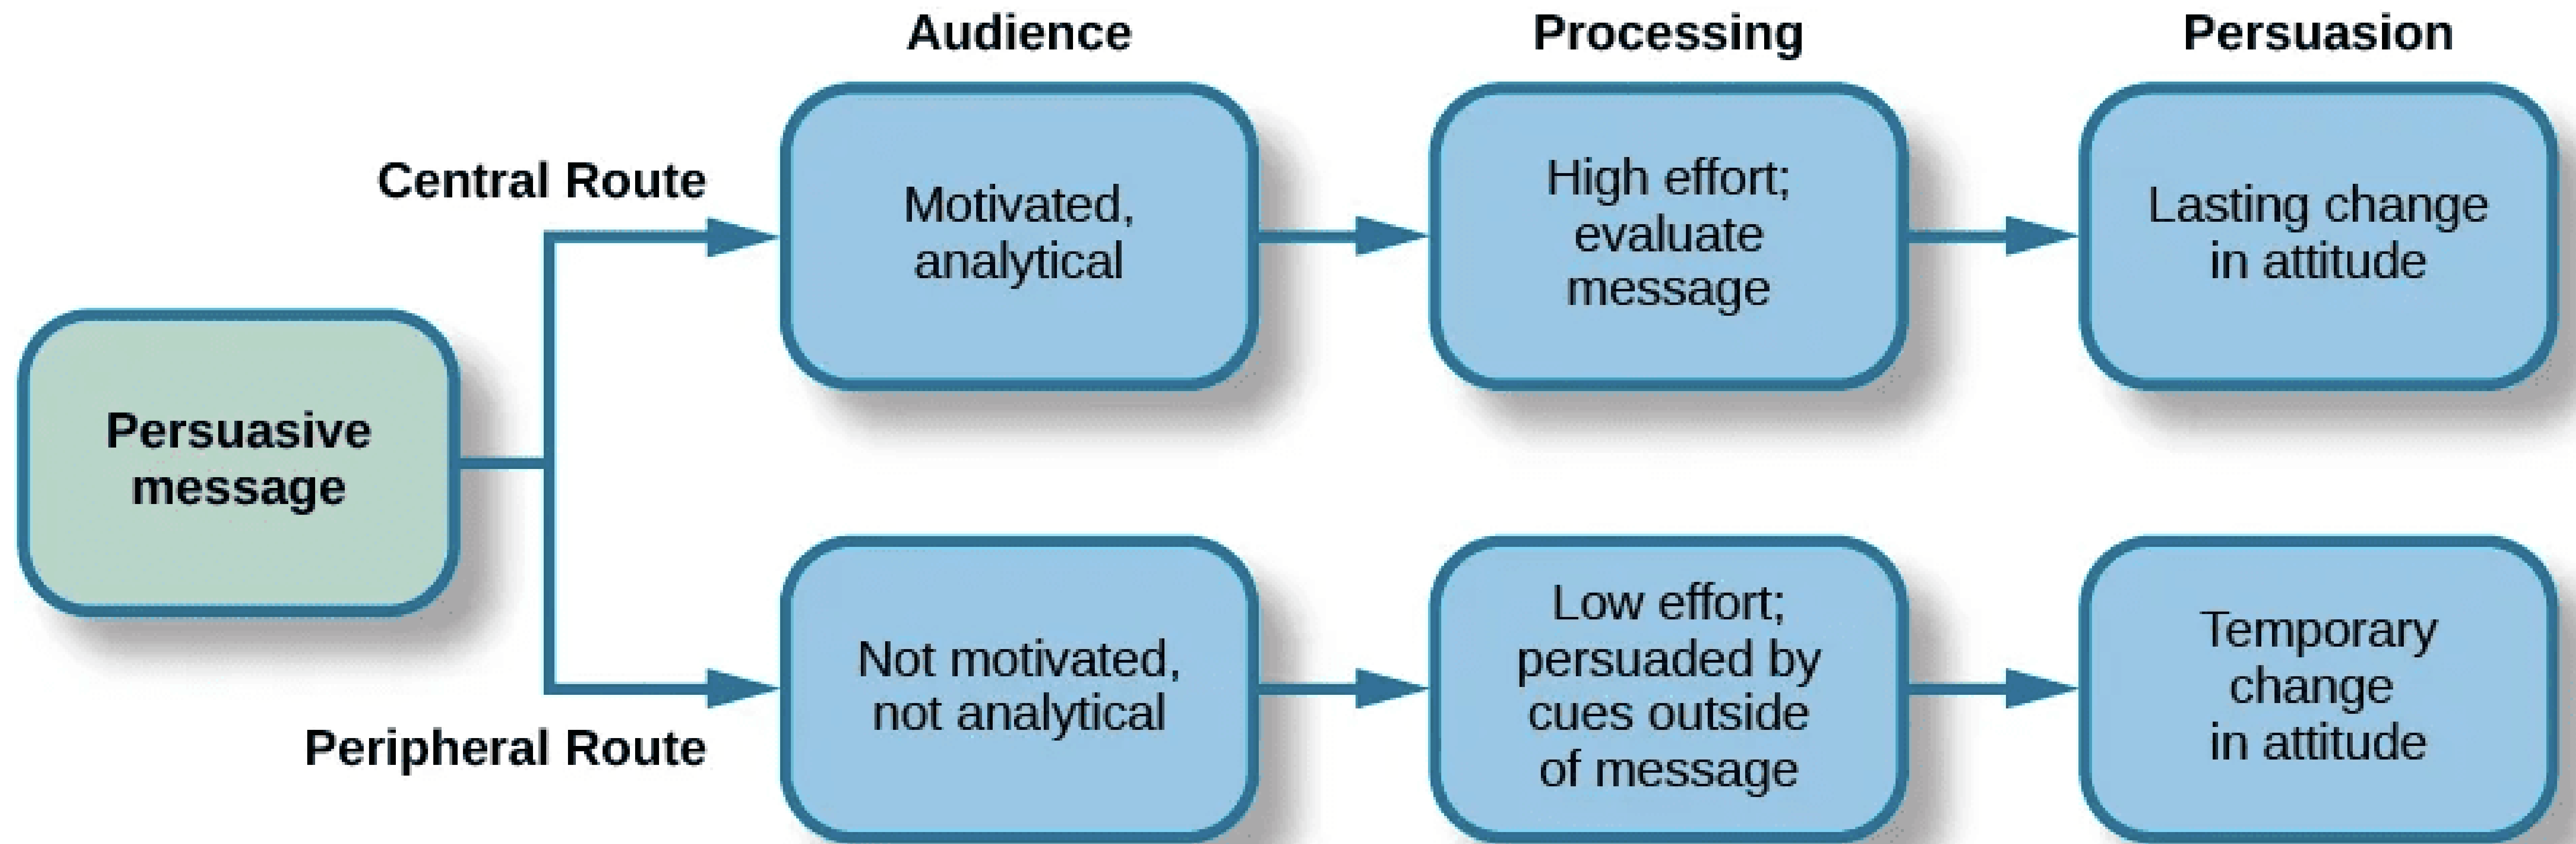 Audience
Processing
Persuasion
Central Route
Motivated,
analytical
High effort;
evaluate
message
Lasting change
in attitude
Persuasive
message
Peripheral Route
Not motivated,
not analytical
Low effort;
persuaded by
cues outside
of message
Temporary
change
in attitude